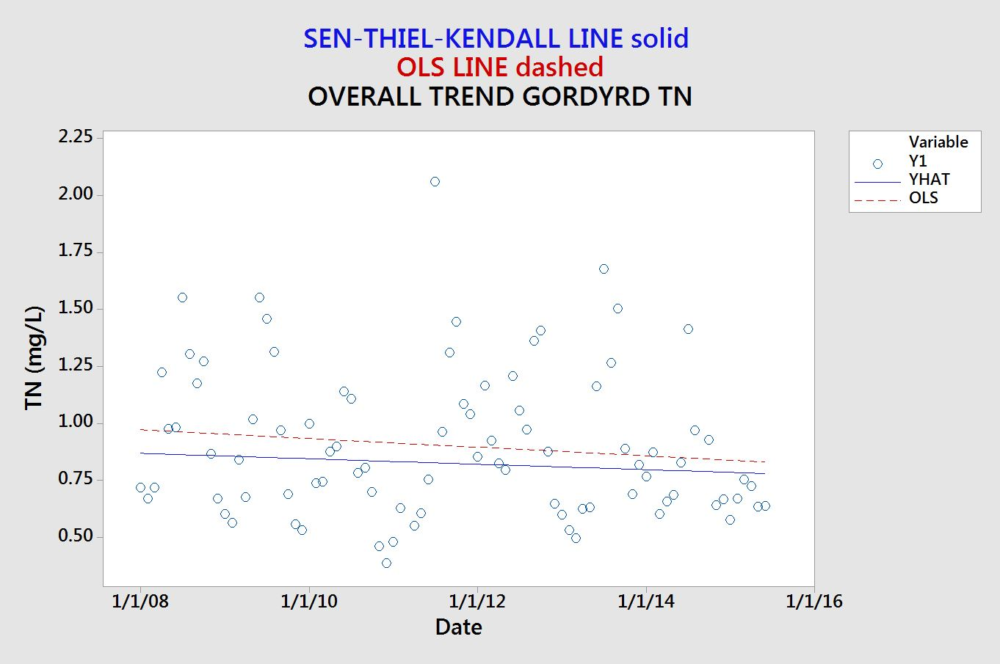 SEN-THIEL-KENDALL LINE solid
OLS LINE dashed
OVERALL TREND GORDYRD TN
2.25
2.00
1.75
1.50
1.25
1.00
0.75
0.50
TN (mg/L)
1/1/08
1/1/10
1/1/12
1/1/14
1/1/16
Date
Variable
Y1
YHAT
OLS